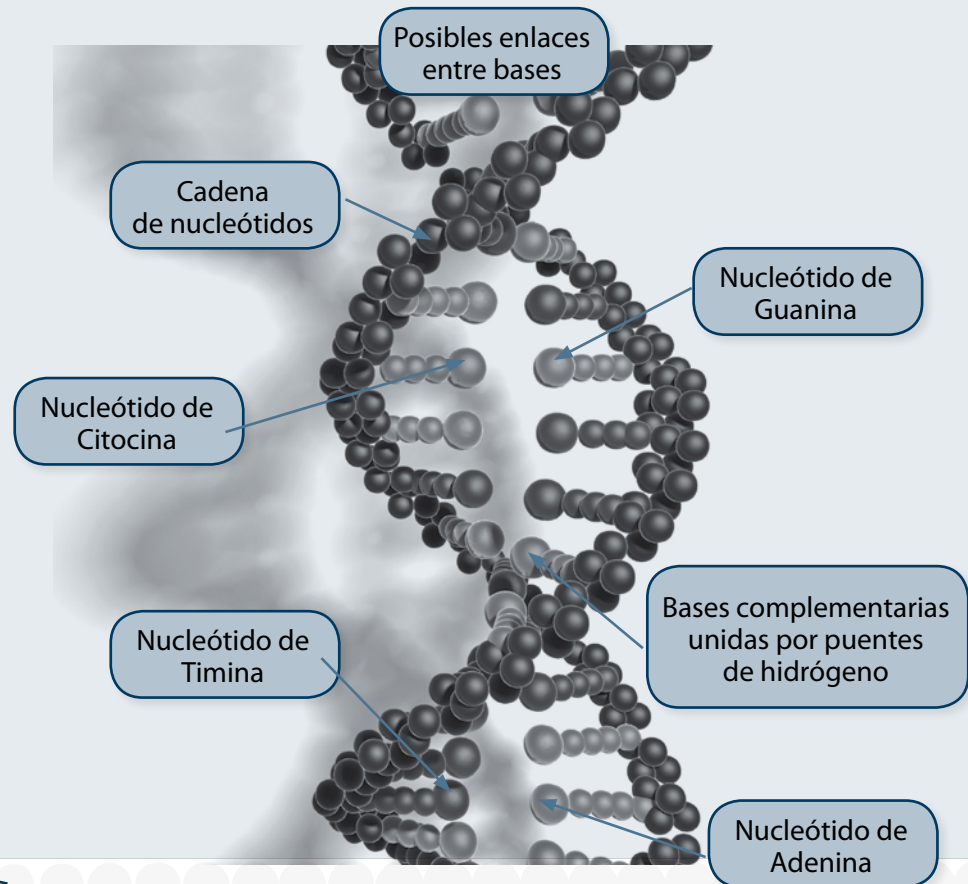 Posibles enlaces
entre bases
Cadena
de nucleótidos
Nucleótido de
Guanina
Nucleótido de
Citocina
Bases complementarias
unidas por puentes
de hidrógeno
Nucleótido de
Timina
Nucleótido de
Adenina